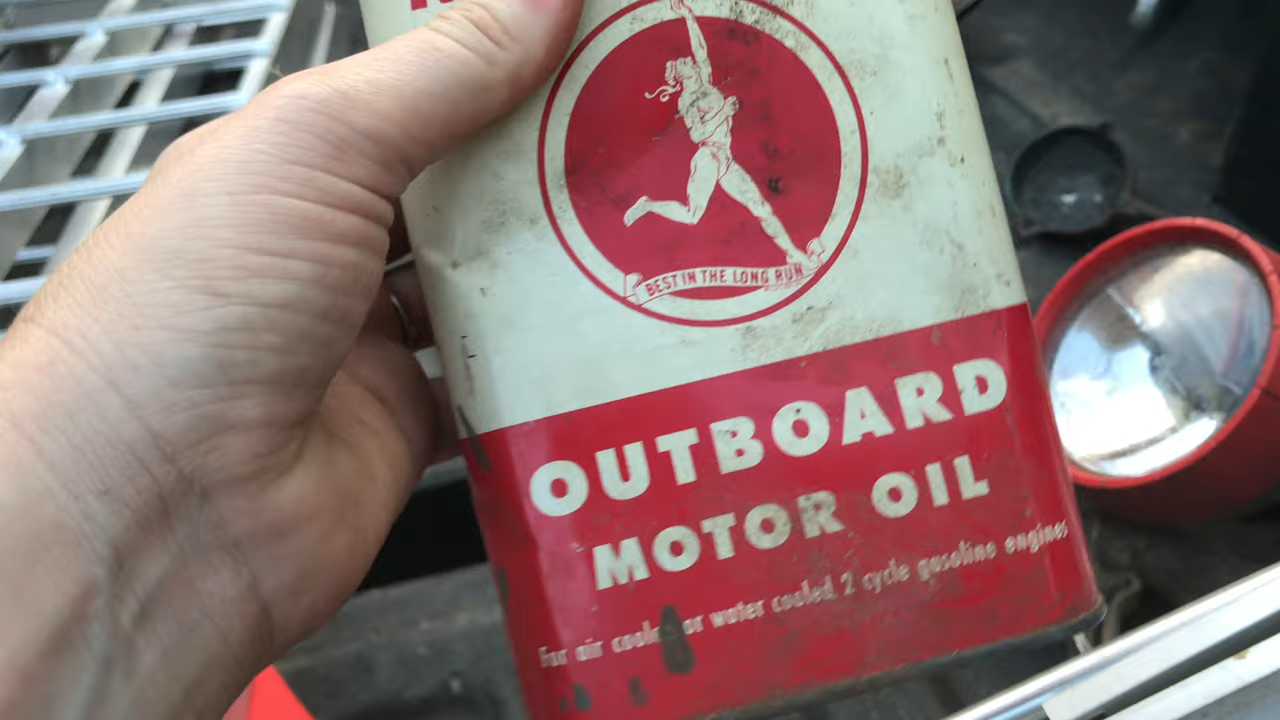 BEST IN THE LONG RUN
OUTBOARD
MOTOR OIL
For air cooled or water cooled, 2 cycle gasoline engines